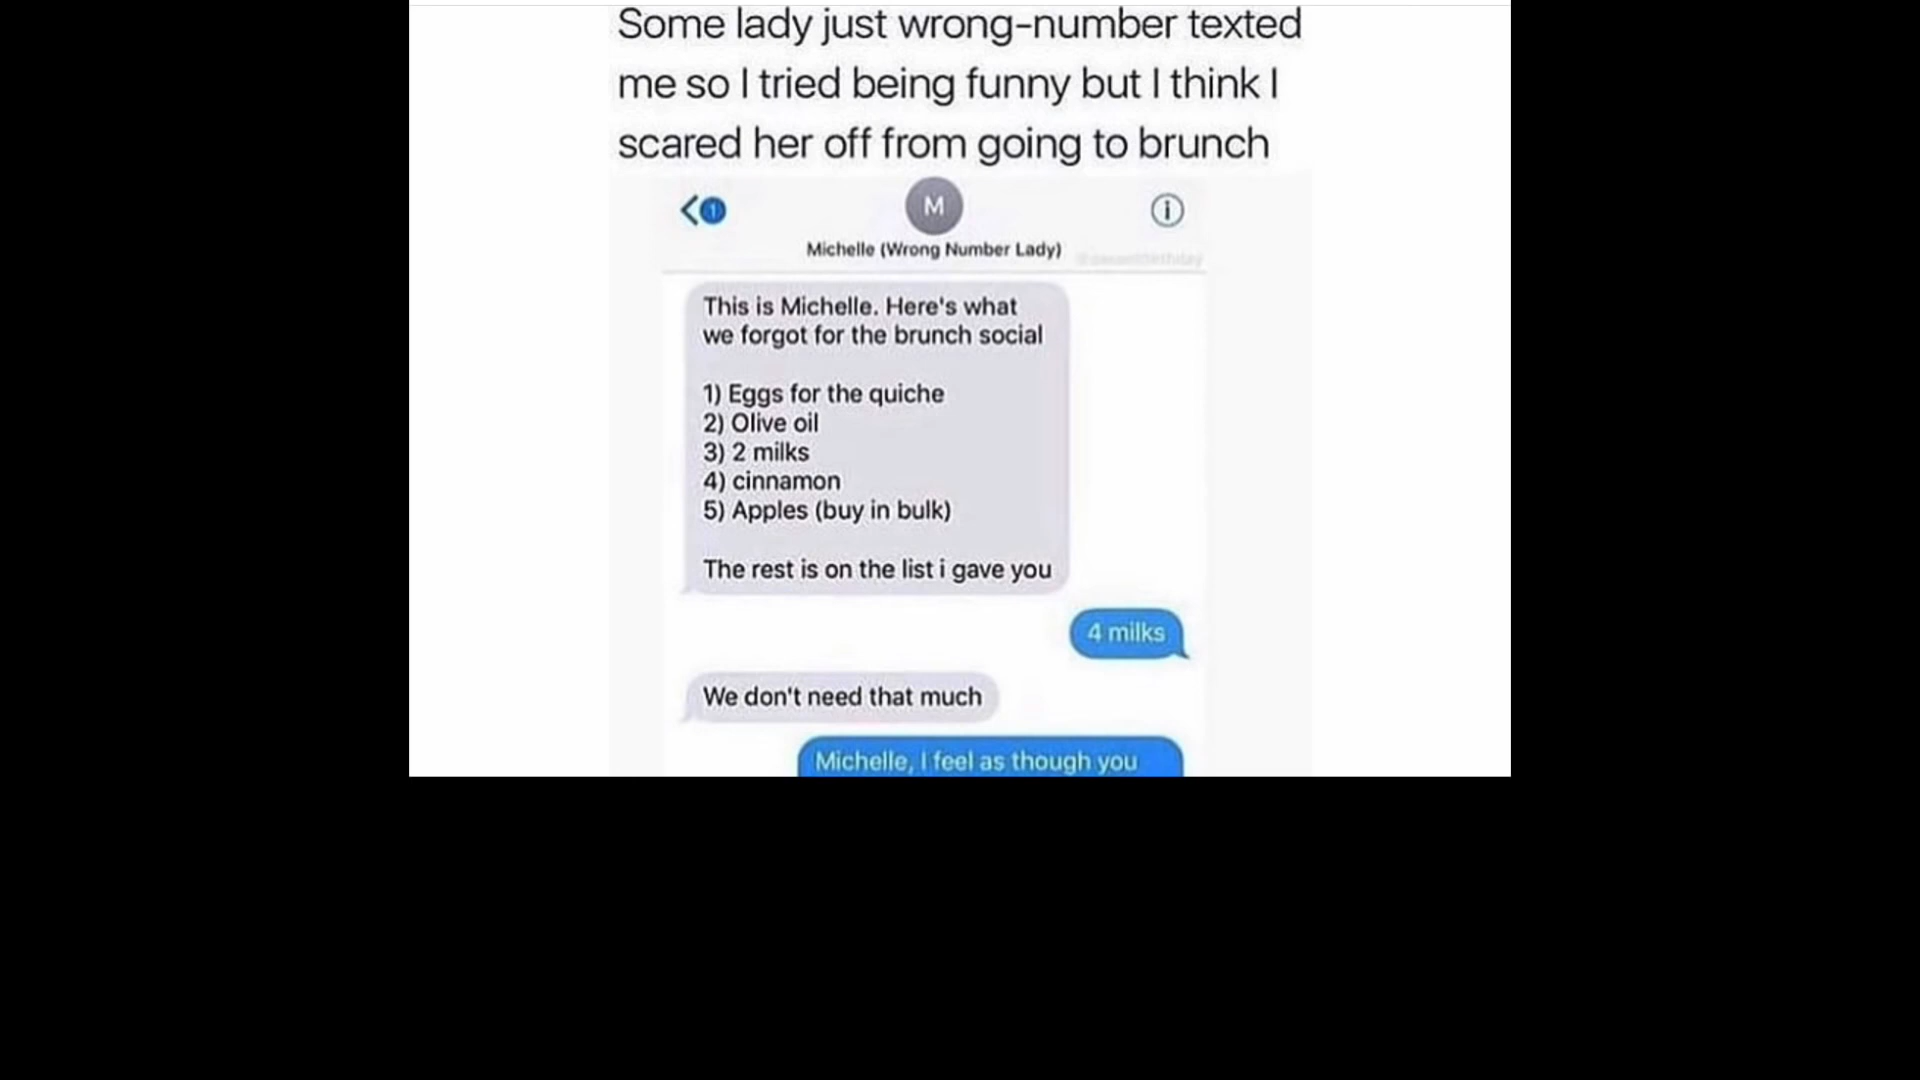 Some lady just wrong-number texted
me so I tried being funny but I think I
scared her off from going to brunch
1
M
Michelle (Wrong Number Lady)
This is Michelle. Here's what
we forgot for the brunch social
1) Eggs for the quiche
2) Olive oil
3) 2 milks
4) cinnamon
5) Apples (buy in bulk)
The rest is on the list i gave you
4 milks
We don't need that much
Michelle, I feel as though you